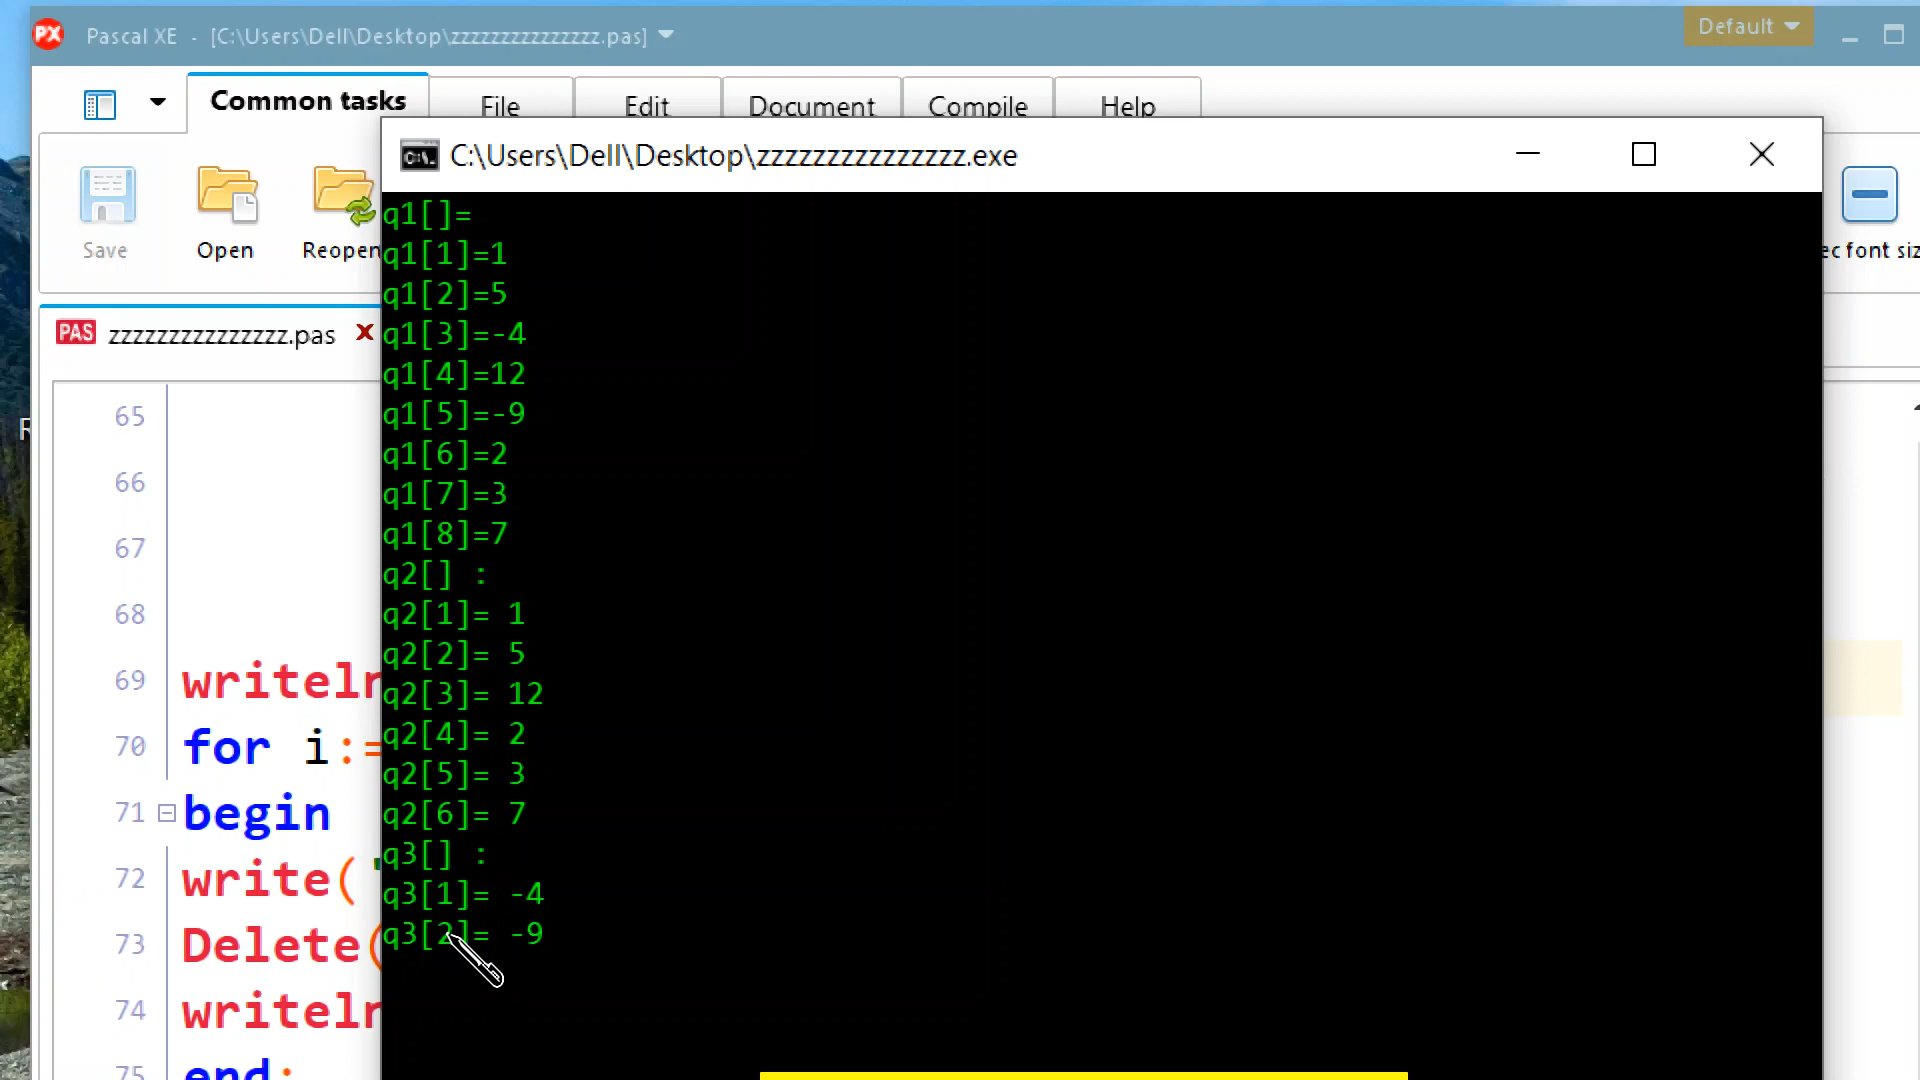 PX Pascal XE - [C:\Users\Dell\Desktop\zzzzzzzzzzzzzzz.pas]
Default
Common tasks File Edit Document Compile Help
C:\Users\Dell\Desktop\zzzzzzzzzzzzzzz.exe
Save Open Reopen
ec font siz
PAS zzzzzzzzzzzzzzz.pas
q1[]=
q1[1]=1
q1[2]=5
q1[3]=-4
q1[4]=12
q1[5]=-9
q1[6]=2
q1[7]=3
q1[8]=7
q2[] :
q2[1]= 1
q2[2]= 5
q2[3]= 12
q2[4]= 2
q2[5]= 3
q2[6]= 7
q3[] :
q3[1]= -4
q3[2]= -9
65
66
67
68
69 writeln
70 for i:=
71 begin
72 write('
73 Delete(
74 writeln
75 end;